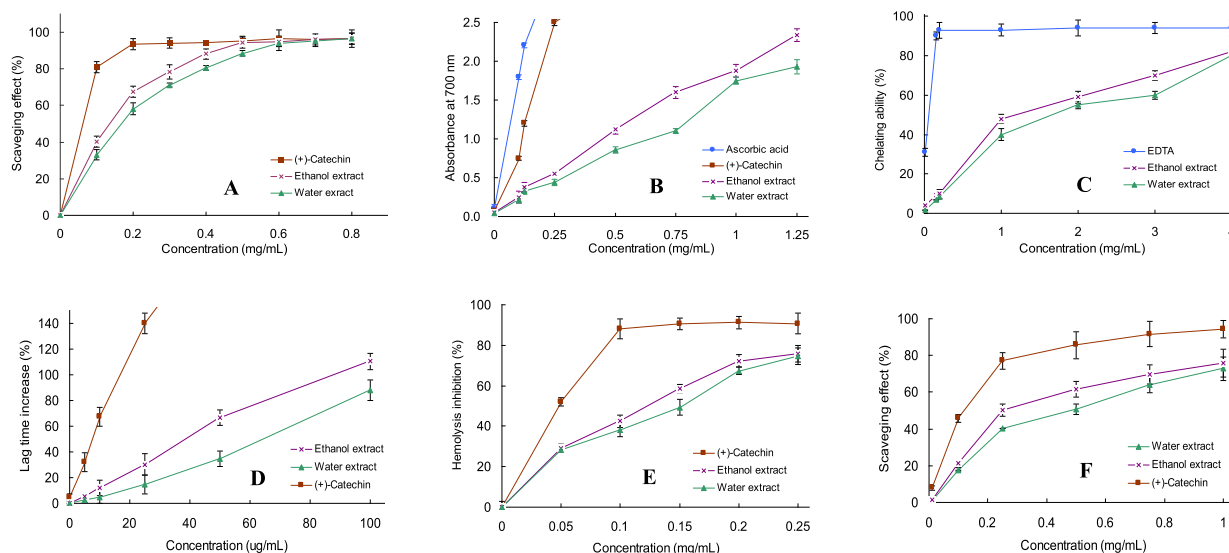 Scaveging effect (%)
100
80
60
40
20
0
0 0.2 0.4 0.6 0.8
Concentration (mg/mL)
(+)-Catechin
Ethanol extract
Water extract
A
Absorbance at 700 nm
2.5
2.0
1.5
1.0
0.5
0.0
0 0.25 0.5 0.75 1 1.25
Concentration (mg/mL)
Ascorbic acid
(+)-Catechin
Ethanol extract
Water extract
B
Chelating ability (%)
100
80
60
40
20
0
0 1 2 3
Concentration (mg/mL)
EDTA
Ethanol extract
Water extract
C
Lag time increase (%)
140
120
100
80
60
40
20
0
0 20 40 60 80 100
Concentration (ug/mL)
Ethanol extract
Water extract
(+)-Catechin
D
Hemolysis inhibition (%)
100
80
60
40
20
0
0 0.05 0.1 0.15 0.2 0.25
Concentration (mg/mL)
(+)-Catechin
Ethanol extract
Water extract
E
Scaveging effect (%)
100
80
60
40
20
0
0 0.2 0.4 0.6 0.8 1
Concentration (mg/mL)
Water extract
Ethanol extract
(+)-Catechin
F